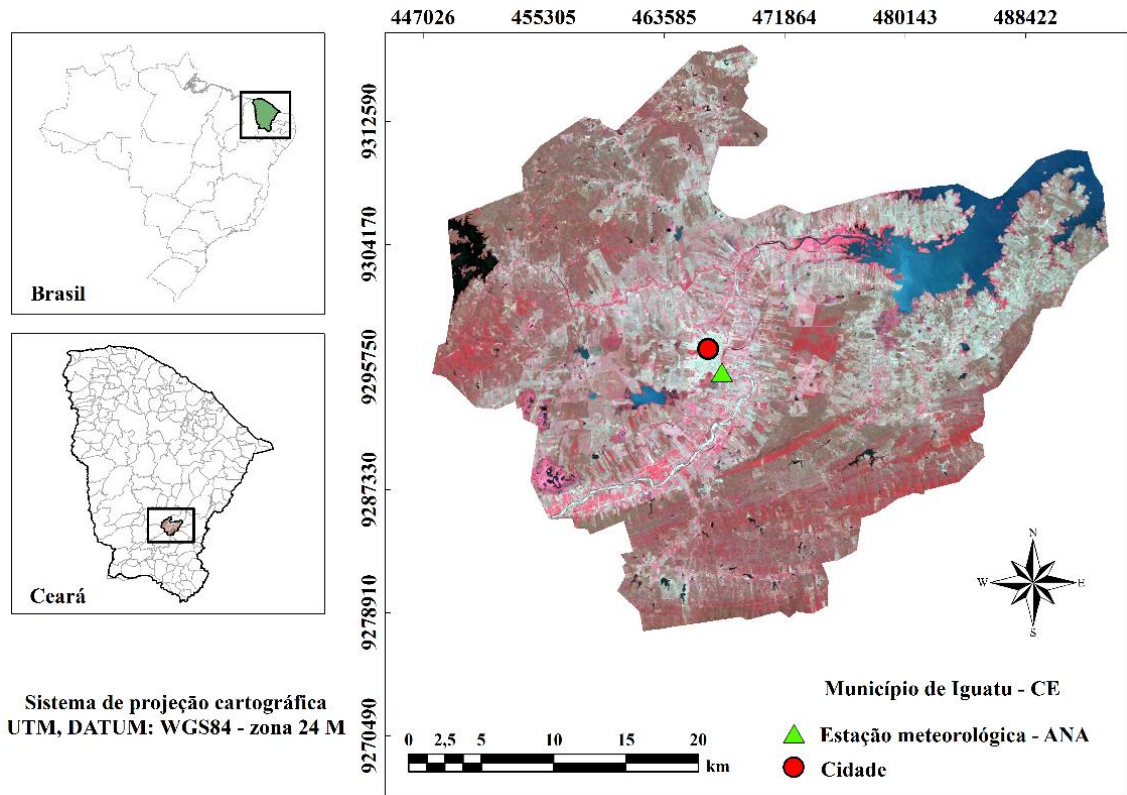 447026 455305 463585 471864 480143 488422
Brasil
Ceará
Sistema de projeção cartográfica
UTM, DATUM: WGS84 - zona 24 M
9312590
9304170
9295750
9287330
9278910
9270490
N
W E
S
Município de Iguatu - CE
Estação meteorológica - ANA
Cidade
0 2,5 5 10 15 20
km